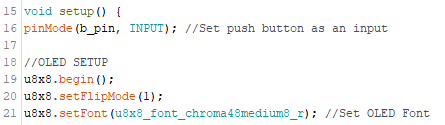 15 void setup() {
16 pinMode(b_pin, INPUT); //Set push button as an input
17
18 //OLED SETUP
19 u8x8.begin();
20 u8x8.setFlipMode(1);
21 u8x8.setFont(u8x8_font_chroma48medium8_r); //Set OLED Font